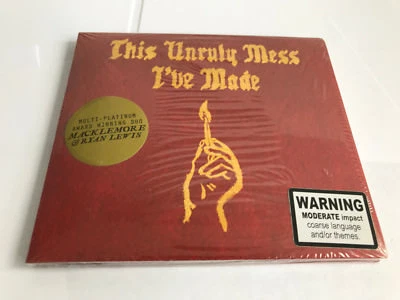 This Unruly Mess
I've Made
MULTI-PLATINUM
AWARD WINNING DUO
MACKLEMORE
& RYAN LEWIS
WARNING
MODERATE impact
coarse language
and/or themes.